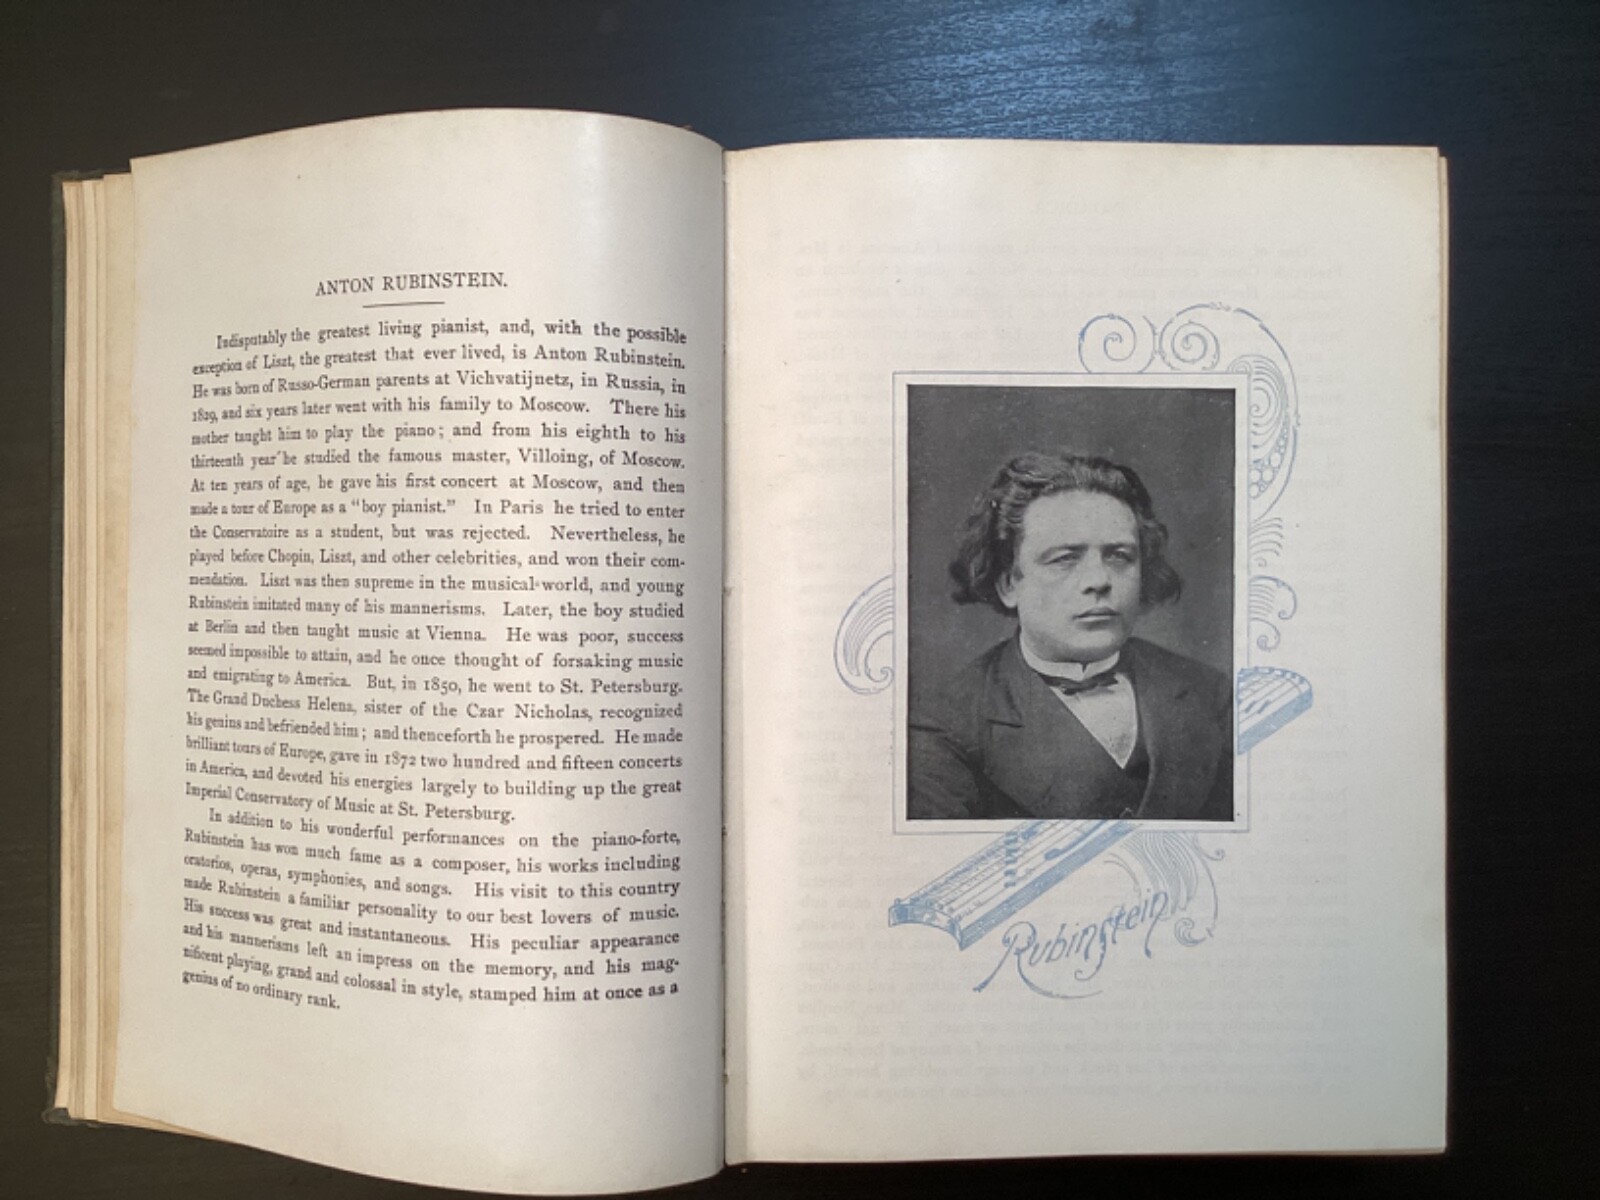 ANTON RUBINSTEIN.
Indisputably the greatest living pianist, and, with the possible
exception of Liszt, the greatest that ever lived, is Anton Rubinstein.
He was born of Russo-German parents at Vichvatijnetz, in Russia, in
1829, and six years later went with his family to Moscow. There his
mother taught him to play the piano; and from his eighth to his
thirteenth year he studied the famous master, Villoing, of Moscow.
At ten years of age, he gave his first concert at Moscow, and then
made a tour of Europe as a "boy pianist." In Paris he tried to enter
the Conservatoire as a student, but was rejected. Nevertheless, he
played before Chopin, Liszt, and other celebrities, and won their com-
mendation. Liszt was then supreme in the musical world, and young
Rubinstein imitated many of his mannerisms. Later, the boy studied
at Berlin and then taught music at Vienna. He was poor, success
seemed impossible to attain, and he once thought of forsaking music
and emigrating to America. But, in 1850, he went to St. Petersburg.
The Grand Duchess Helena, sister of the Czar Nicholas, recognized
his genius and befriended him; and thenceforth he prospered. He made
brilliant tours of Europe, gave in 1872 two hundred and fifteen concerts
in America, and devoted his energies largely to building up the great
Imperial Conservatory of Music at St. Petersburg.
In addition to his wonderful performances on the piano-forte,
Rubinstein has won much fame as a composer, his works including
oratorios, operas, symphonies, and songs. His visit to this country
made Rubinstein a familiar personality to our best lovers of music.
His success was great and instantaneous. His peculiar appearance
and his mannerisms left an impress on the memory, and his mag-
nificent playing, grand and colossal in style, stamped him at once as a
genius of no ordinary rank.
Rubinstein